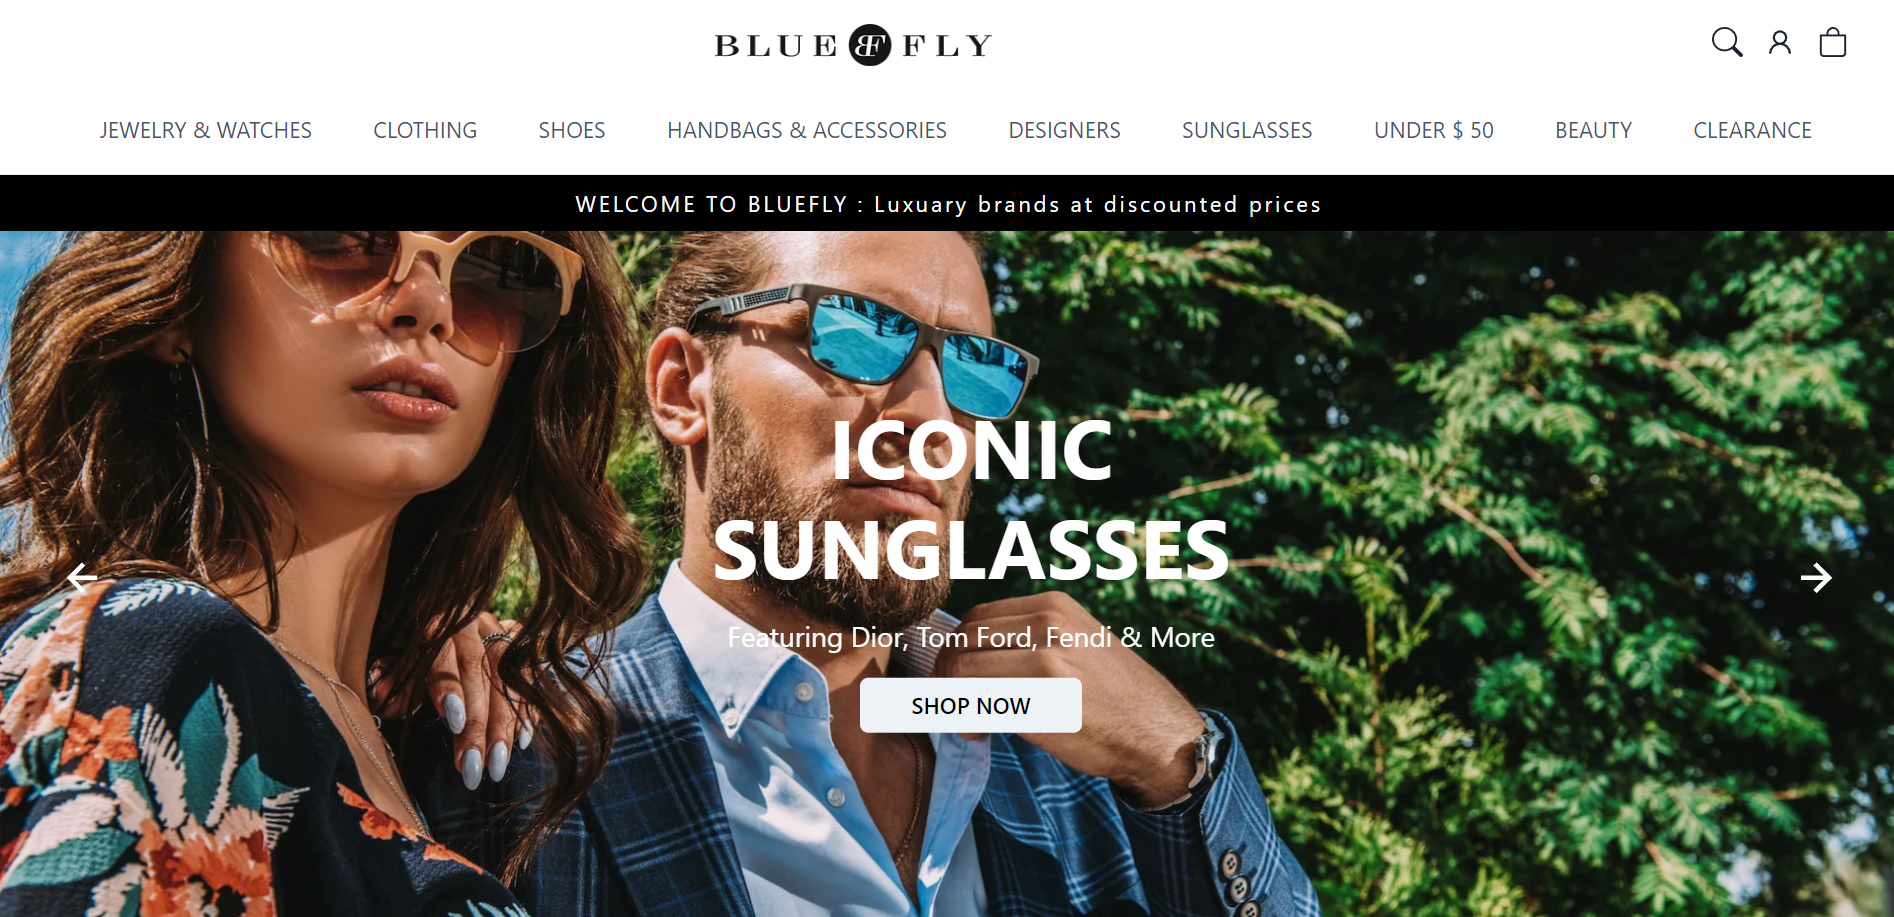 BLUE BF FLY
JEWELRY & WATCHES CLOTHING SHOES HANDBAGS & ACCESSORIES DESIGNERS SUNGLASSES UNDER $ 50 BEAUTY CLEARANCE
WELCOME TO BLUEFLY : Luxuary brands at discounted prices
ICONIC
SUNGLASSES
Featuring Dior, Tom Ford, Fendi & More
SHOP NOW